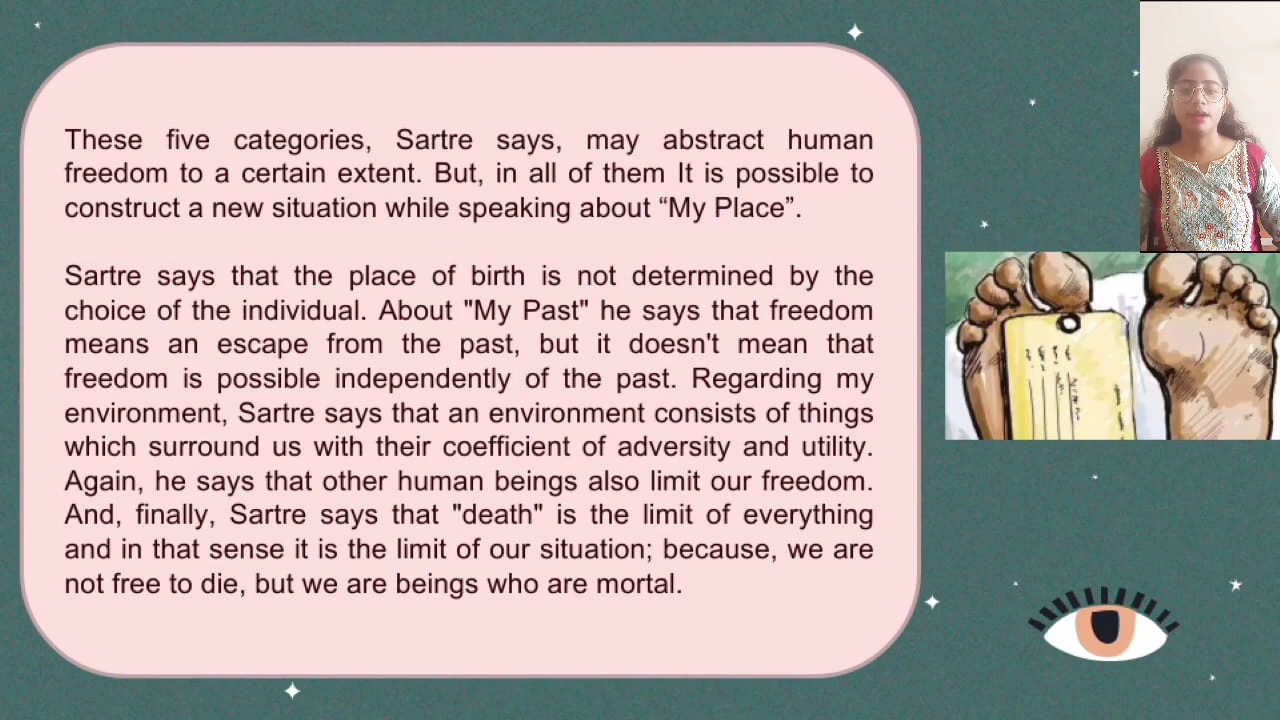 These five categories, Sartre says, may abstract human
freedom to a certain extent. But, in all of them It is possible to
construct a new situation while speaking about “My Place”.
Sartre says that the place of birth is not determined by the
choice of the individual. About "My Past" he says that freedom
means an escape from the past, but it doesn't mean that
freedom is possible independently of the past. Regarding my
environment, Sartre says that an environment consists of things
which surround us with their coefficient of adversity and utility.
Again, he says that other human beings also limit our freedom.
And, finally, Sartre says that "death" is the limit of everything
and in that sense it is the limit of our situation; because, we are
not free to die, but we are beings who are mortal.